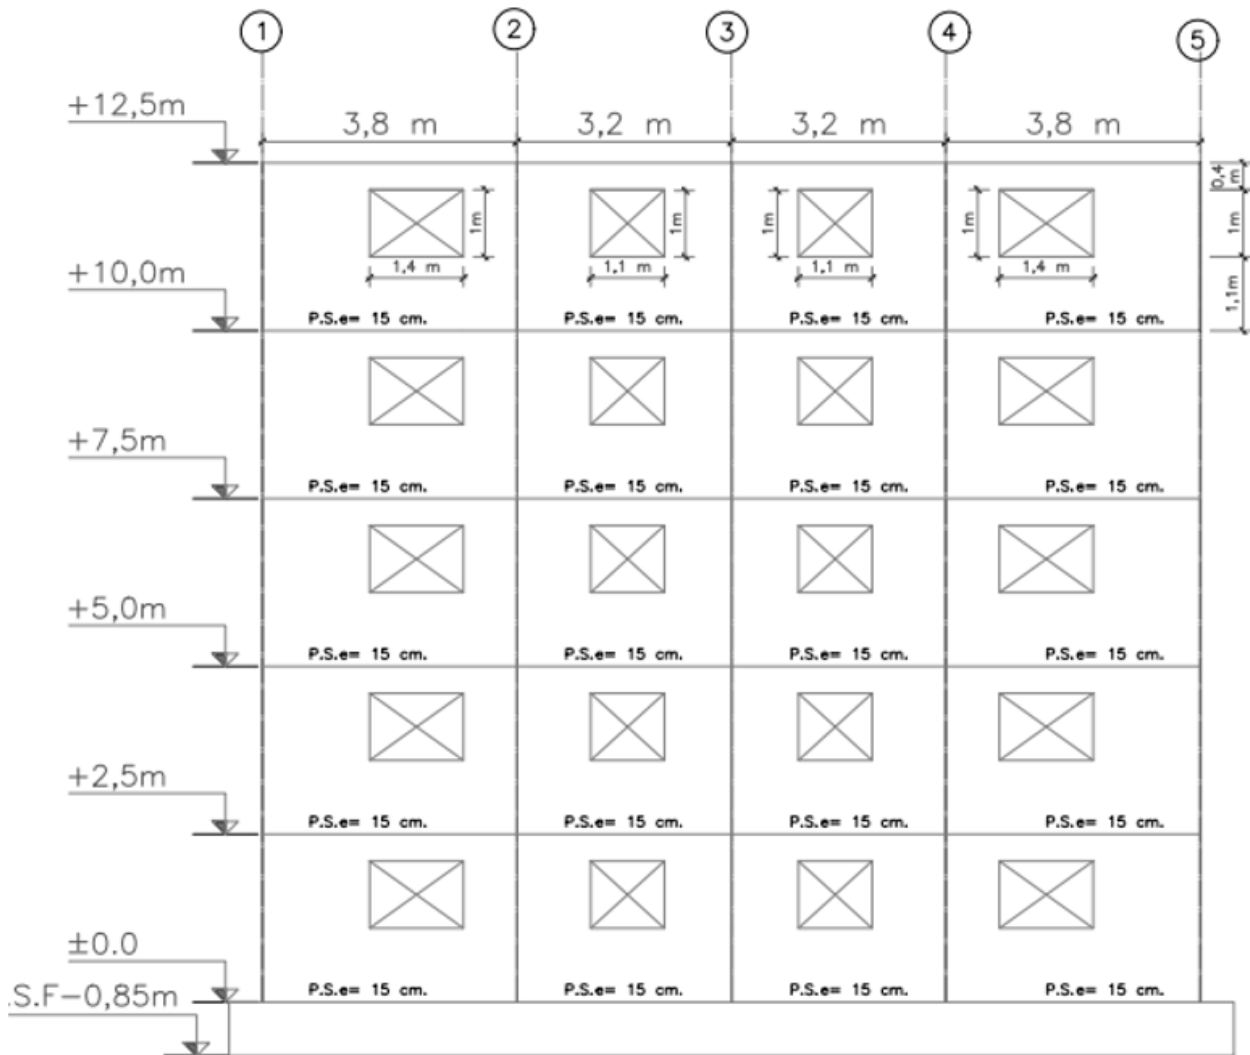 1 2 3 4 5
+12,5m
3,8 m 3,2 m 3,2 m 3,8 m
0,4 m
1m 1m 1m 1m 1m
1,4 m 1,1 m 1,1 m 1,4 m
+10,0m
1,1m
P.S.e= 15 cm. P.S.e= 15 cm. P.S.e= 15 cm. P.S.e= 15 cm.
+7,5m
P.S.e= 15 cm. P.S.e= 15 cm. P.S.e= 15 cm. P.S.e= 15 cm.
+5,0m
P.S.e= 15 cm. P.S.e= 15 cm. P.S.e= 15 cm. P.S.e= 15 cm.
+2,5m
P.S.e= 15 cm. P.S.e= 15 cm. P.S.e= 15 cm. P.S.e= 15 cm.
±0.0
P.S.e= 15 cm. P.S.e= 15 cm. P.S.e= 15 cm. P.S.e= 15 cm.
.S.F-0,85m